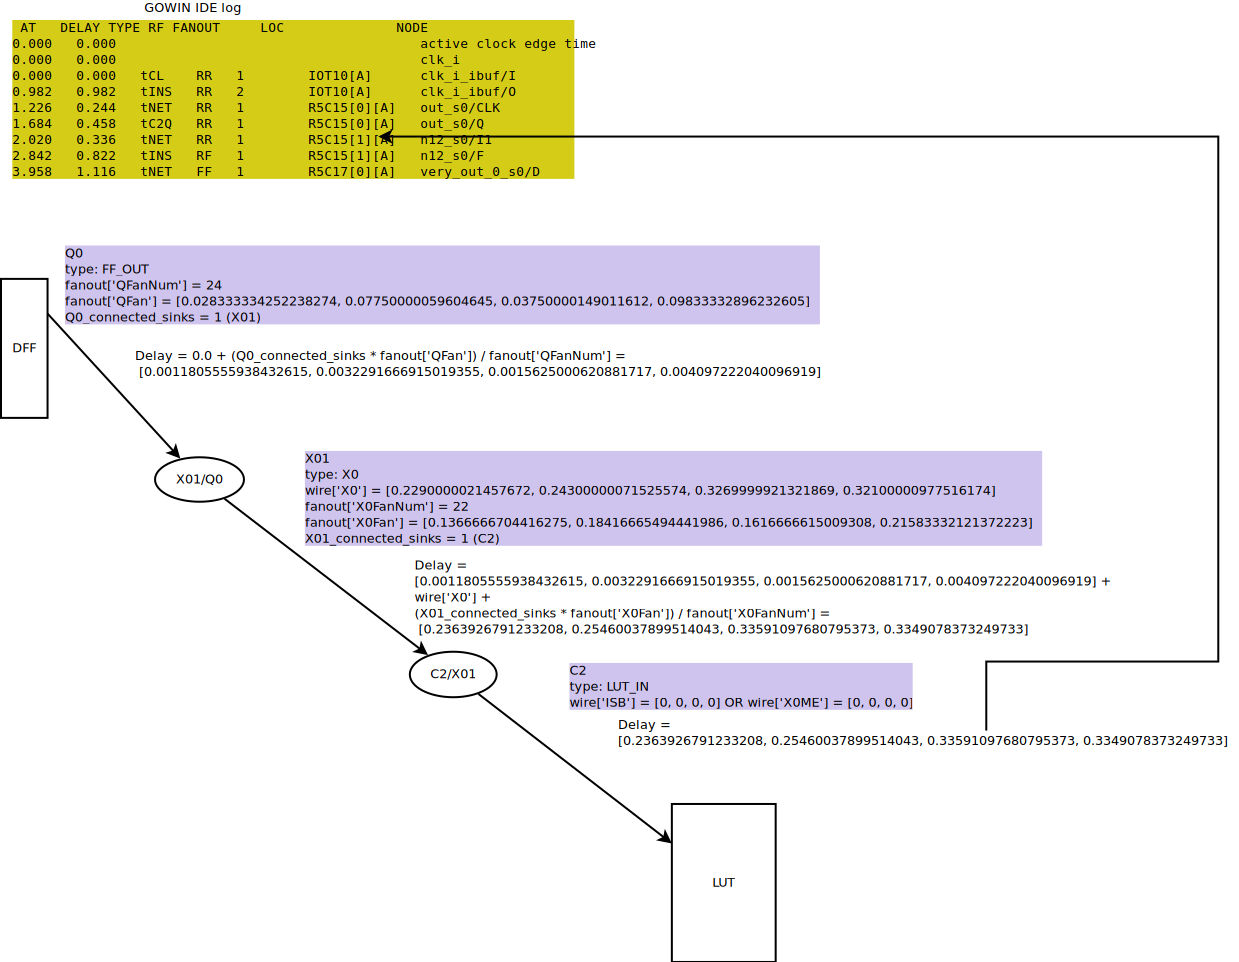 GOWIN IDE log
AT DELAY TYPE RF FANOUT LOC NODE
0.000 0.000 active clock edge time
0.000 0.000 clk_i
0.000 0.000 tCL RR 1 IOT10[A] clk_i_ibuf/I
0.982 0.982 tINS RR 2 IOT10[A] clk_i_ibuf/O
1.226 0.244 tNET RR 1 R5C15[0][A] out_s0/CLK
1.684 0.458 tC2Q RR 1 R5C15[0][A] out_s0/Q
2.020 0.336 tNET RR 1 R5C15[1][A] n12_s0/I1
2.842 0.822 tINS RF 1 R5C15[1][A] n12_s0/F
3.958 1.116 tNET FF 1 R5C17[0][A] very_out_0_s0/D
Q0
type: FF_OUT
fanout['QFanNum'] = 24
fanout['QFan'] = [0.028333334252238274, 0.07750000059604645, 0.03750000149011612, 0.09833332896232605]
Q0_connected_sinks = 1 (X01)
DFF
Delay = 0.0 + (Q0_connected_sinks * fanout['QFan']) / fanout['QFanNum'] =
[0.0011805555938432615, 0.0032291666915019355, 0.0015625000620881717, 0.004097222040096919]
X01/Q0
X01
type: X0
wire['X0'] = [0.2290000021457672, 0.24300000071525574, 0.3269999921321869, 0.32100000977516174]
fanout['X0FanNum'] = 22
fanout['X0Fan'] = [0.1366666704416275, 0.18416665494441986, 0.1616666615009308, 0.21583332121372223]
X01_connected_sinks = 1 (C2)
Delay =
[0.0011805555938432615, 0.0032291666915019355, 0.0015625000620881717, 0.004097222040096919] +
wire['X0'] +
(X01_connected_sinks * fanout['X0Fan']) / fanout['X0FanNum'] =
[0.2363926791233208, 0.25460037899514043, 0.33591097680795373, 0.3349078373249733]
C2/X01
C2
type: LUT_IN
wire['ISB'] = [0, 0, 0, 0] OR wire['X0ME'] = [0, 0, 0, 0]
Delay =
[0.2363926791233208, 0.25460037899514043, 0.33591097680795373, 0.3349078373249733]
LUT